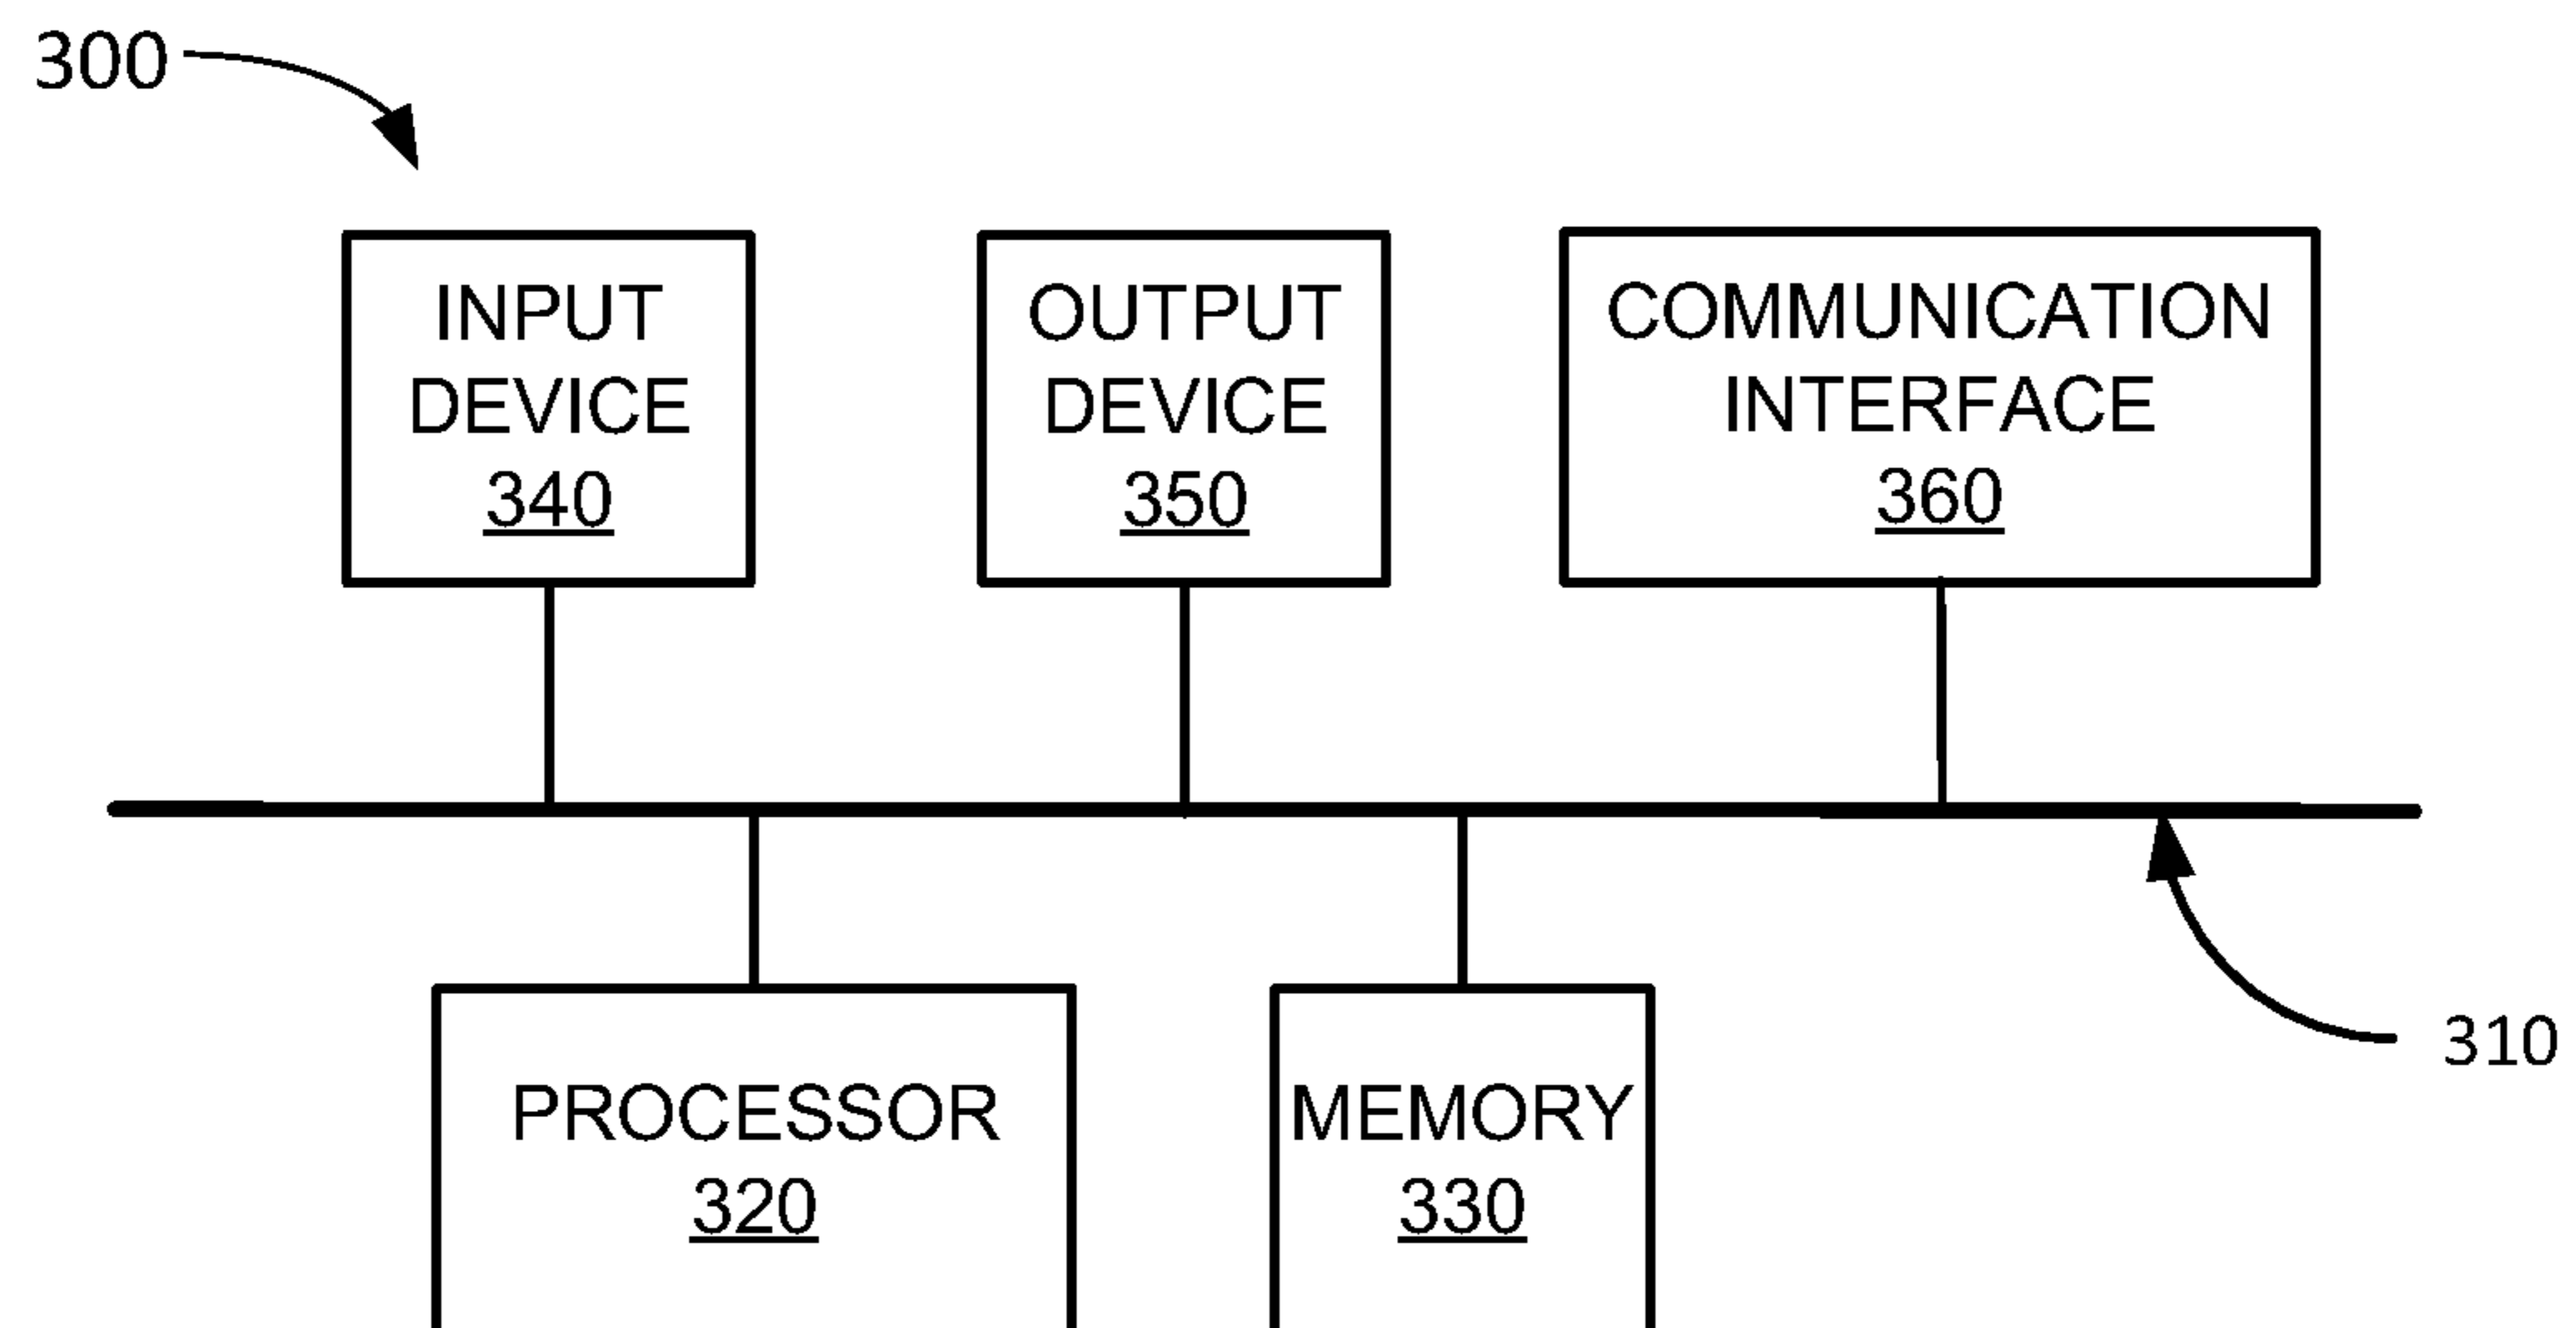 300
INPUT
DEVICE
340
OUTPUT
DEVICE
350
COMMUNICATION
INTERFACE
360
310
PROCESSOR
320
MEMORY
330